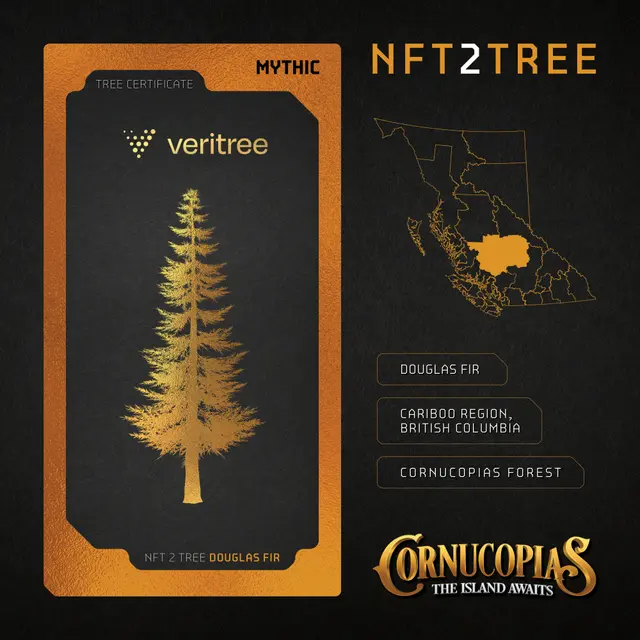 MYTHIC
TREE CERTIFICATE
veritree
NFT 2 TREE DOUGLAS FIR
NFT2TREE
DOUGLAS FIR
CARIBOO REGION,
BRITISH COLUMBIA
CORNUCOPIAS FOREST
CORNUCOPIAS
THE ISLAND AWAITS